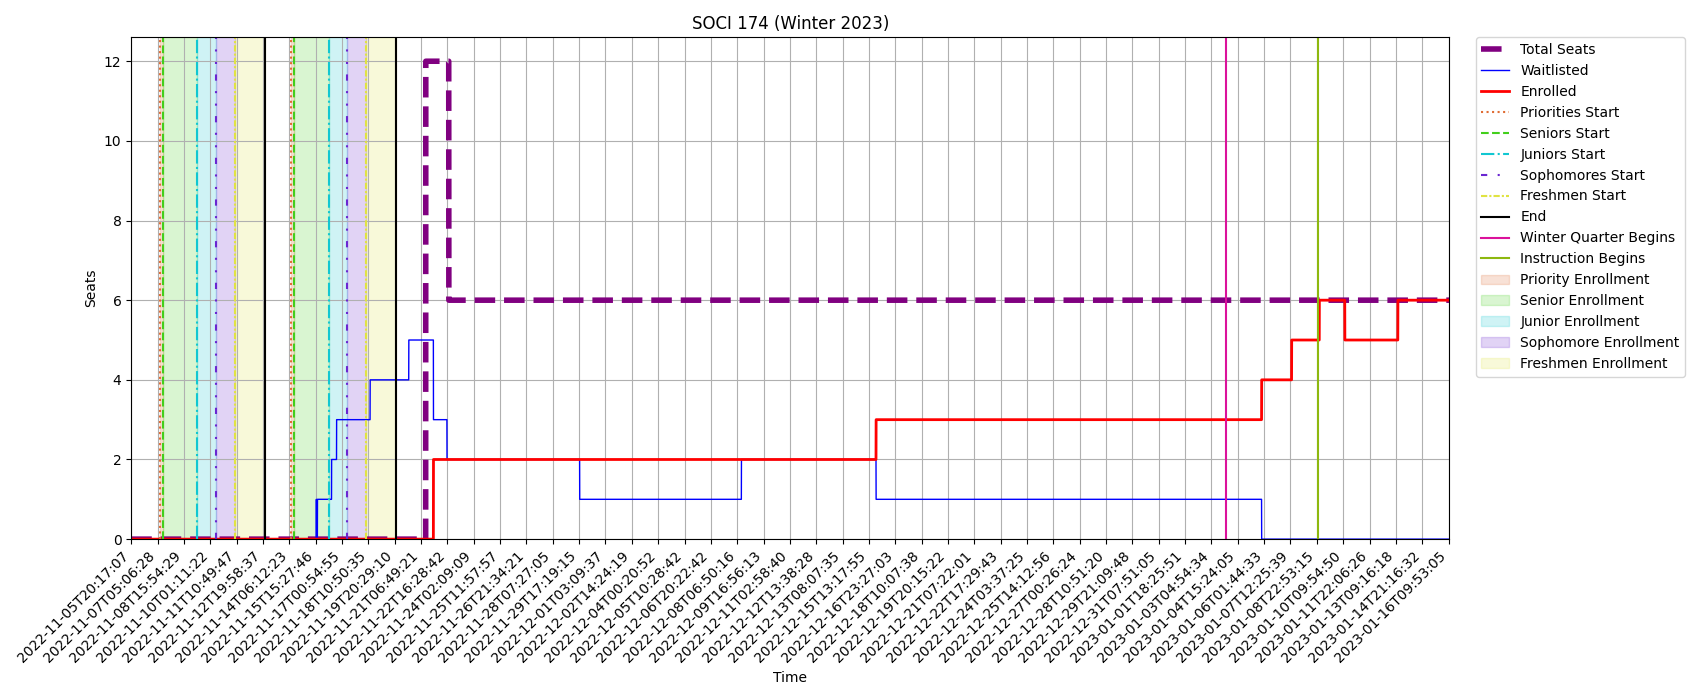 SOCI 174 (Winter 2023)
Seats
12
10
8
6
4
2
0
2022-11-05T20:17:07
2022-11-07T05:06:28
2022-11-08T15:54:29
2022-11-10T01:11:22
2022-11-11T10:49:47
2022-11-12T19:58:37
2022-11-14T06:12:23
2022-11-15T15:27:46
2022-11-17T00:54:55
2022-11-18T10:50:35
2022-11-19T20:29:10
2022-11-21T06:49:21
2022-11-22T16:28:42
2022-11-24T02:09:09
2022-11-25T11:57:57
2022-11-26T21:34:21
2022-11-28T07:27:05
2022-11-29T17:19:15
2022-12-01T03:09:37
2022-12-02T14:24:19
2022-12-04T00:20:52
2022-12-05T10:28:42
2022-12-06T20:22:42
2022-12-08T06:50:16
2022-12-09T16:56:13
2022-12-11T02:58:40
2022-12-12T13:38:28
2022-12-13T08:07:35
2022-12-15T13:17:55
2022-12-16T23:27:03
2022-12-18T10:07:38
2022-12-19T20:15:22
2022-12-21T07:22:01
2022-12-22T17:29:43
2022-12-24T03:37:25
2022-12-25T14:12:56
2022-12-27T00:26:24
2022-12-28T10:51:20
2022-12-29T21:09:48
2022-12-31T07:51:05
2023-01-01T18:25:51
2023-01-03T04:54:34
2023-01-04T15:24:05
2023-01-06T01:44:33
2023-01-07T12:25:39
2023-01-08T22:53:15
2023-01-10T09:54:50
2023-01-11T22:06:26
2023-01-13T09:16:18
2023-01-14T21:16:32
2023-01-16T09:53:05
Time
Total Seats
Waitlisted
Enrolled
Priorities Start
Seniors Start
Juniors Start
Sophomores Start
Freshmen Start
End
Winter Quarter Begins
Instruction Begins
Priority Enrollment
Senior Enrollment
Junior Enrollment
Sophomore Enrollment
Freshmen Enrollment